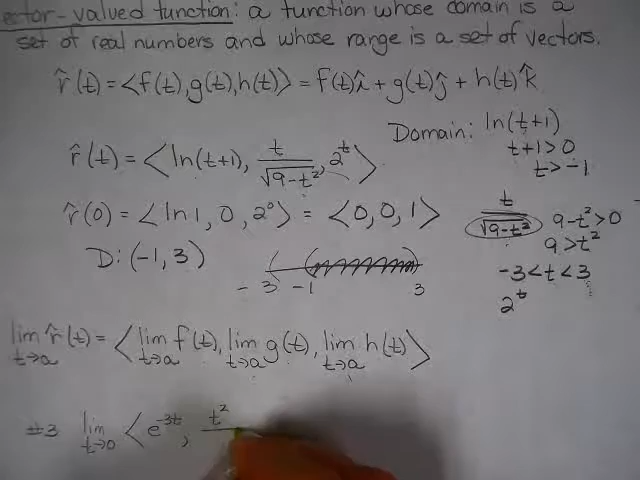 ector-valued function: a function whose domain is a
set of real numbers and whose range is a set of vectors.
r̂(t) = ⟨f(t), g(t), h(t)⟩ = f(t)î + g(t)ĵ + h(t)k̂
Domain: ln(t+1)
t+1>0
t>-1
r̂(t) = ⟨ln(t+1), t/√(9-t²), 2^t⟩
r̂(0) = ⟨ln 1, 0, 2⁰⟩ = ⟨0, 0, 1⟩
D: (-1, 3)
-3 -1 3
t/√(9-t²) 9-t²>0
9>t²
-3<t<3
2^t
lim t→a r̂(t) = ⟨lim t→a f(t), lim t→a g(t), lim t→a h(t)⟩
#3 lim t→0 ⟨e^-3t, t²